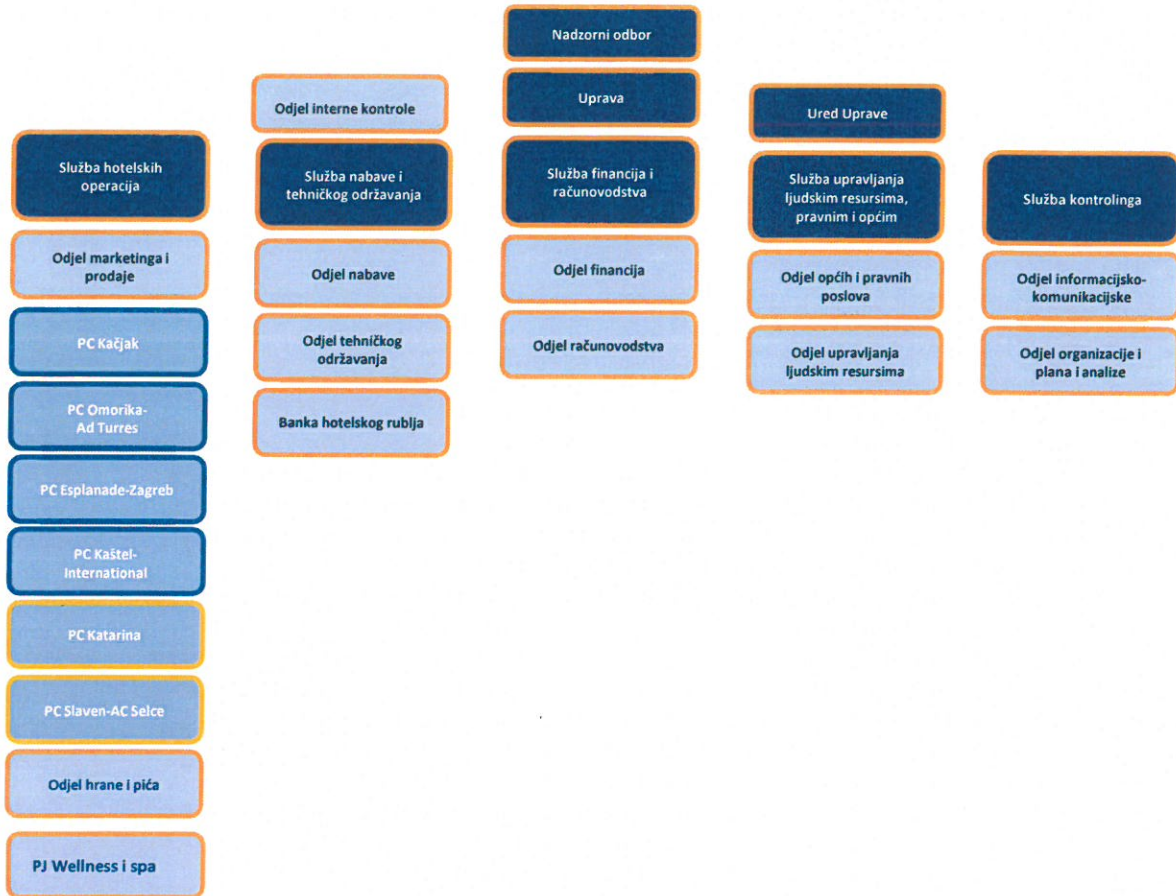 Nadzorni odbor
Uprava
Odjel interne kontrole
Ured Uprave
Služba hotelskih
operacija
Odjel marketinga i
prodaje
PC Kačjak
PC Omorika-
Ad Turres
PC Esplanade-Zagreb
PC Kaštel-
International
PC Katarina
PC Slaven-AC Selce
Odjel hrane i pića
PJ Wellness i spa
Služba nabave i
tehničkog održavanja
Odjel nabave
Odjel tehničkog
održavanja
Banka hotelskog rublja
Služba financija i
računovodstva
Odjel financija
Odjel računovodstva
Služba upravljanja
ljudskim resursima,
pravnim i općim
Odjel općih i pravnih
poslova
Odjel upravljanja
ljudskim resursima
Služba kontrolinga
Odjel informacijsko-
komunikacijske
Odjel organizacije i
plana i analize